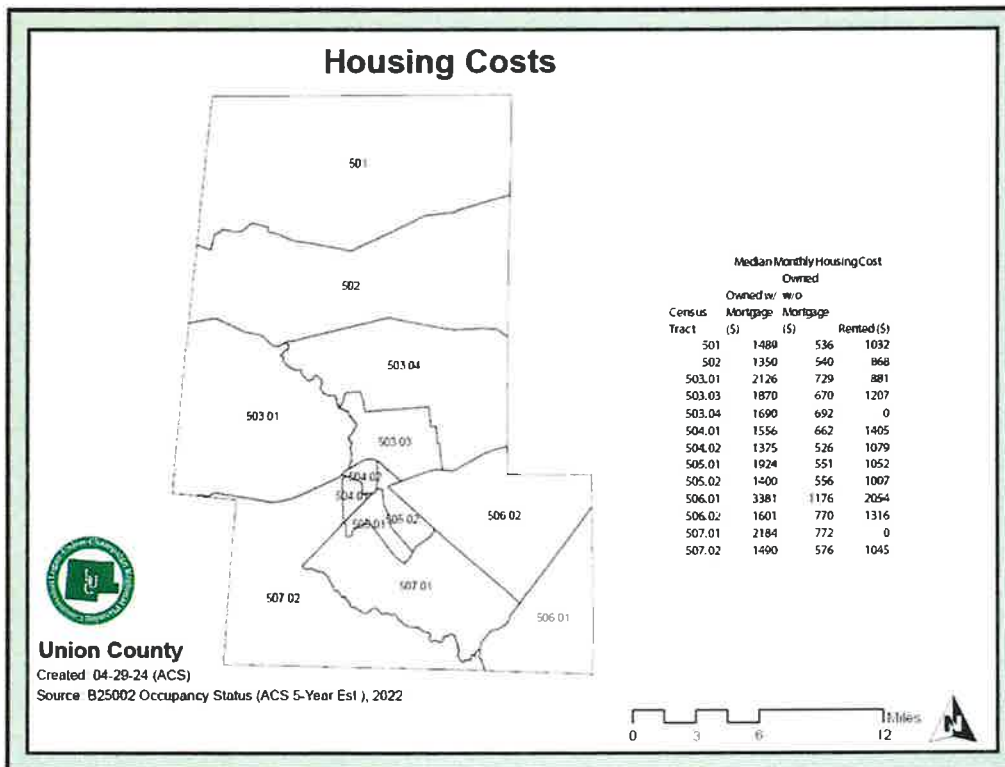 Housing Costs
501
502
503 04
503 01
503 03
504 02
504 01
505 01
505 02
506 02
507 01
507 02
506 01
Median Monthly Housing Cost
Owned
Owned w/ w/o
Census Mortgage Mortgage
Tract ($) ($) Rented ($)
501 1489 536 1032
502 1350 540 868
503.01 2126 729 881
503.03 1870 670 1207
503.04 1690 692 0
504.01 1556 662 1405
504.02 1375 526 1079
505.01 1924 551 1052
505.02 1400 556 1007
506.01 3381 1176 2054
506.02 1601 770 1316
507.01 2184 772 0
507.02 1490 576 1045
Union County
Created 04-29-24 (ACS)
Source B25002 Occupancy Status (ACS 5-Year Est ), 2022
Miles
0 3 6 12
N